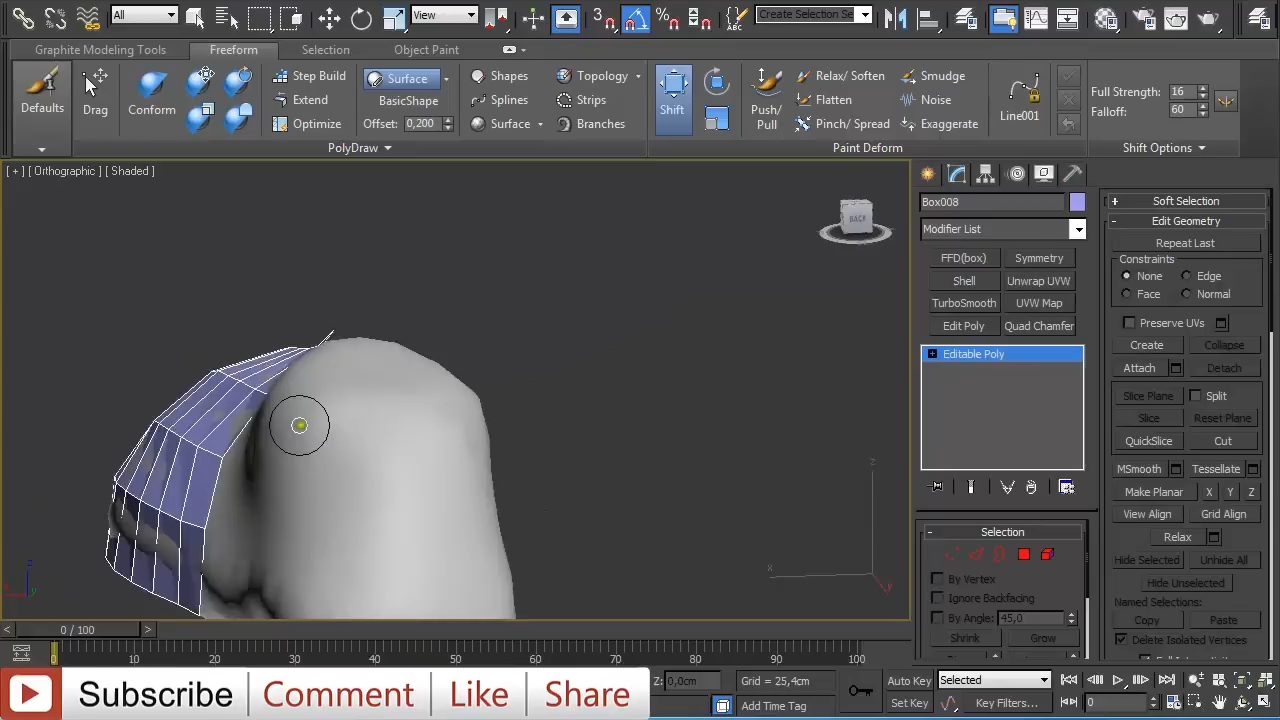 All
View
3
%
ABC
Create Selection Se
Graphite Modeling Tools
Freeform
Selection
Object Paint
Defaults
Drag
Conform
Step Build
Extend
Optimize
Surface
BasicShape
Offset: 0,200
Shapes
Splines
Surface
Topology
Strips
Branches
PolyDraw
Shift
Push/
Pull
Relax/ Soften
Flatten
Pinch/ Spread
Smudge
Noise
Exaggerate
Line001
Paint Deform
Full Strength: 16
Falloff: 60
Shift Options
[ + ] [ Orthographic ] [ Shaded ]
BACK
z
x
y
z
x
y
Box008
Modifier List
FFD(box)
Symmetry
Shell
Unwrap UVW
TurboSmooth
UVW Map
Edit Poly
Quad Chamfer
Editable Poly
Selection
By Vertex
Ignore Backfacing
By Angle: 45,0
Shrink
Grow
Soft Selection
Edit Geometry
Repeat Last
Constraints
None
Edge
Face
Normal
Preserve UVs
Create
Collapse
Attach
Detach
Slice Plane
Split
Slice
Reset Plane
QuickSlice
Cut
MSmooth
Tessellate
Make Planar
X
Y
Z
View Align
Grid Align
Relax
Hide Selected
Unhide All
Hide Unselected
Named Selections:
Copy
Paste
Delete Isolated Vertices
0 / 100
0 10 20 30 40 50 60 70 80 90 100
Subscribe
Comment
Like
Share
Z: 0,0cm
Grid = 25,4cm
Add Time Tag
Auto Key
Selected
Set Key
Key Filters...
0